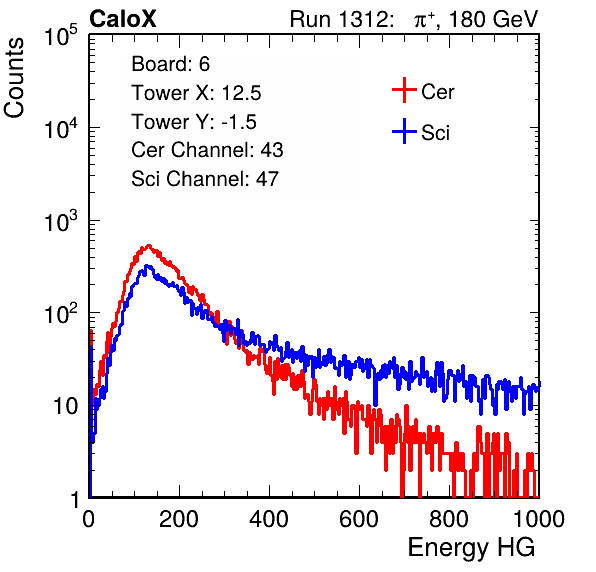 CaloX Run 1312: π⁺, 180 GeV
Counts
10⁵
10⁴
10³
10²
10
1
Board: 6
Tower X: 12.5
Tower Y: -1.5
Cer Channel: 43
Sci Channel: 47
Cer
Sci
0 200 400 600 800 1000
Energy HG